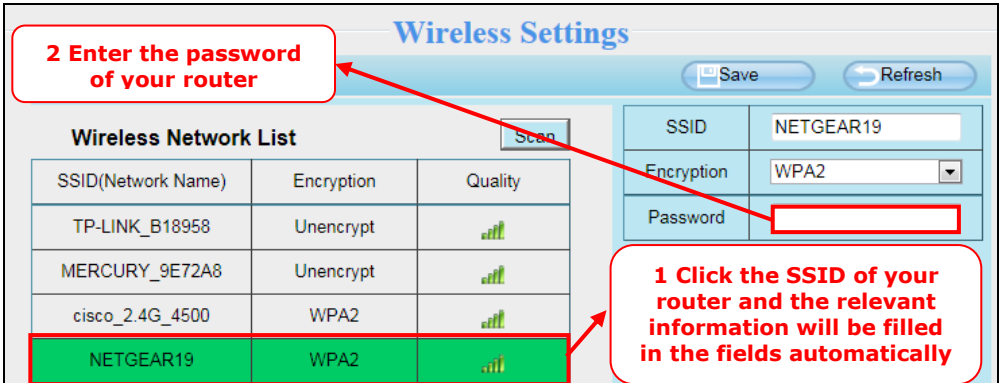 Wireless Settings
2 Enter the password
of your router
Save
Refresh
Wireless Network List
Scan
SSID(Network Name) Encryption Quality
TP-LINK_B18958 Unencrypt
MERCURY_9E72A8 Unencrypt
cisco_2.4G_4500 WPA2
NETGEAR19 WPA2
SSID NETGEAR19
Encryption WPA2
Password
1 Click the SSID of your
router and the relevant
information will be filled
in the fields automatically